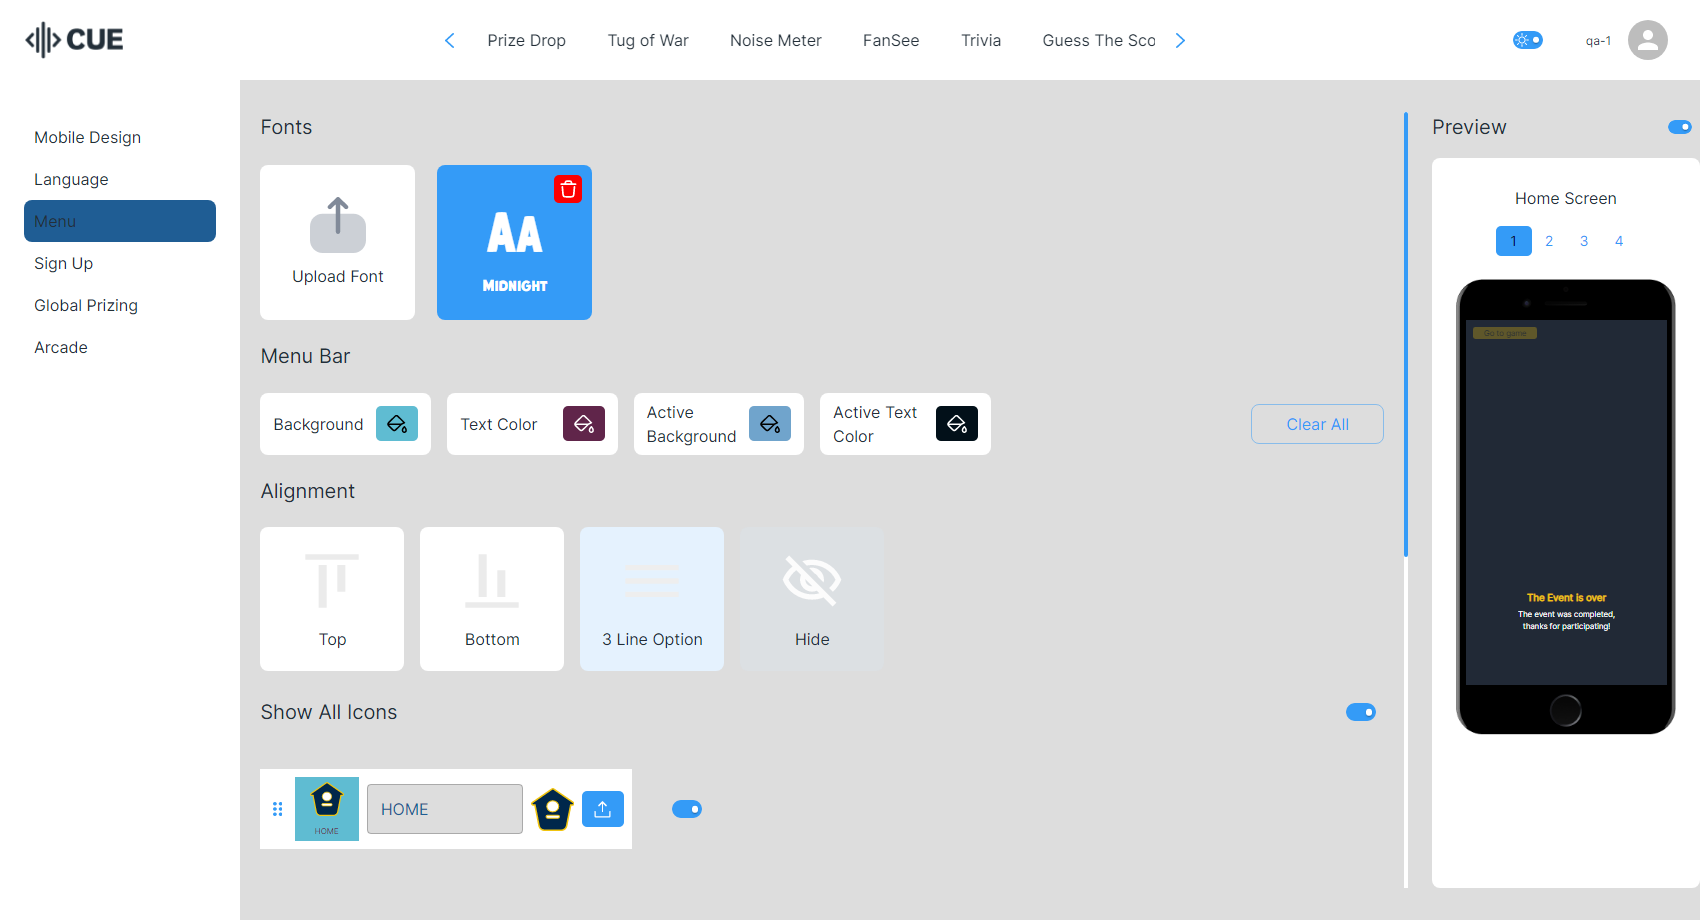 CUE
Prize Drop
Tug of War
Noise Meter
FanSee
Trivia
Guess The Sco
qa-1
Mobile Design
Language
Menu
Sign Up
Global Prizing
Arcade
Fonts
Upload Font
AA
MIDNIGHT
Menu Bar
Background
Text Color
Active
Background
Active Text
Color
Clear All
Alignment
Top
Bottom
3 Line Option
Hide
Show All Icons
HOME
HOME
Preview
Home Screen
1 2 3 4
Go to game
The Event is over
The event was completed,
thanks for participating!